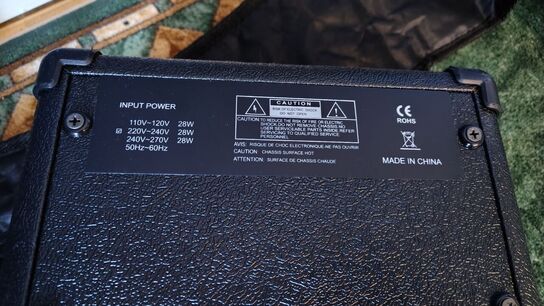 INPUT POWER
110V~120V 28W
☑ 220V~240V 28W
240V~270V 28W
50Hz~60Hz
CAUTION
RISK OF ELECTRIC SHOCK
DO NOT OPEN
CAUTION: TO REDUCE THE RISK OF FIRE OR ELECTRIC
SHOCK, DO NOT REMOVE CHASSIS. NO
USER SERVICEABLE PARTS INSIDE. REFER
SERVICING TO QUALIFIED SERVICE
PERSONNEL.
AVIS: RISQUE DE CHOC ELECTRONIQUE-NE PAS OUVRIR
CAUTION: CHASSIS SURFACE HOT
ATTENTION: SURFACE DE CHASSIS CHAUDE
CE
ROHS
MADE IN CHINA